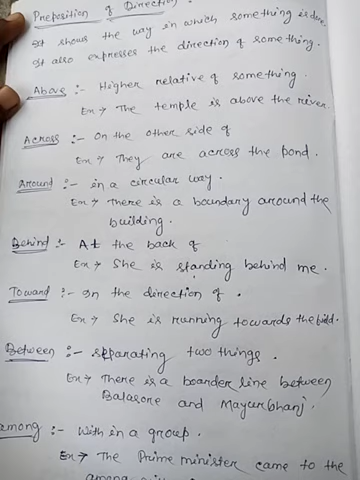 Preposition of Direction.
It shows the way in which something is done
It also expresses the direction of something.
Above :- Higher relative of something.
Ex → The temple is above the river.
Across :- On the other side of
Ex → They are across the pond.
Around :- in a circular way.
Ex → There is a boundary around the
building.
Behind :- At the back of
Ex → She is standing behind me.
Toward :- In the direction of.
Ex → She is running towards the field.
Between :- separating two things.
Ex → There is a boarder line between
Balasore and Mayurbhanj.
among :- With in a group.
Ex → The Prime minister came to the
among